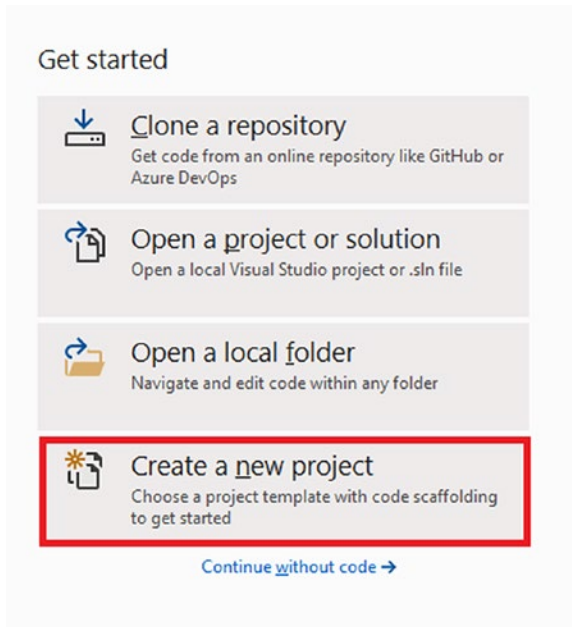 Get started
Clone a repository
Get code from an online repository like GitHub or
Azure DevOps
Open a project or solution
Open a local Visual Studio project or .sln file
Open a local folder
Navigate and edit code within any folder
Create a new project
Choose a project template with code scaffolding
to get started
Continue without code →